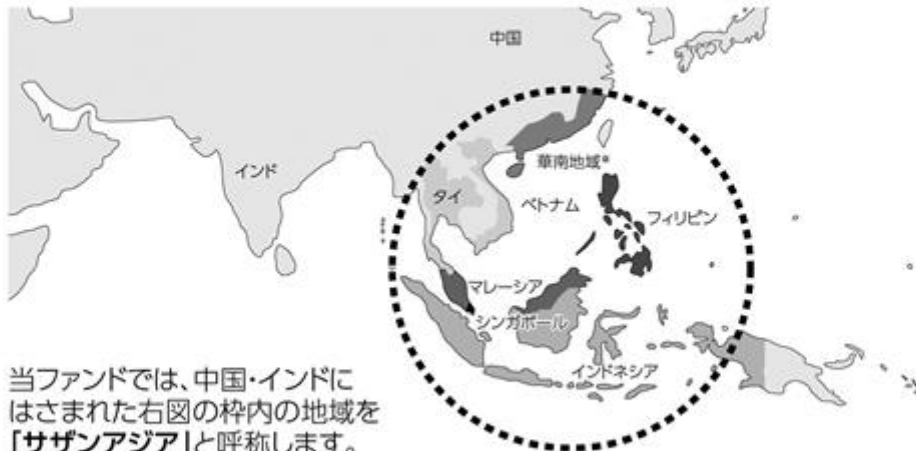 中国
インド
華南地域*
タイ
ベトナム
フィリピン
マレーシア
シンガポール
インドネシア
当ファンドでは、中国・インドに
はさまれた右図の枠内の地域を
「サザンアジア」と呼称します。